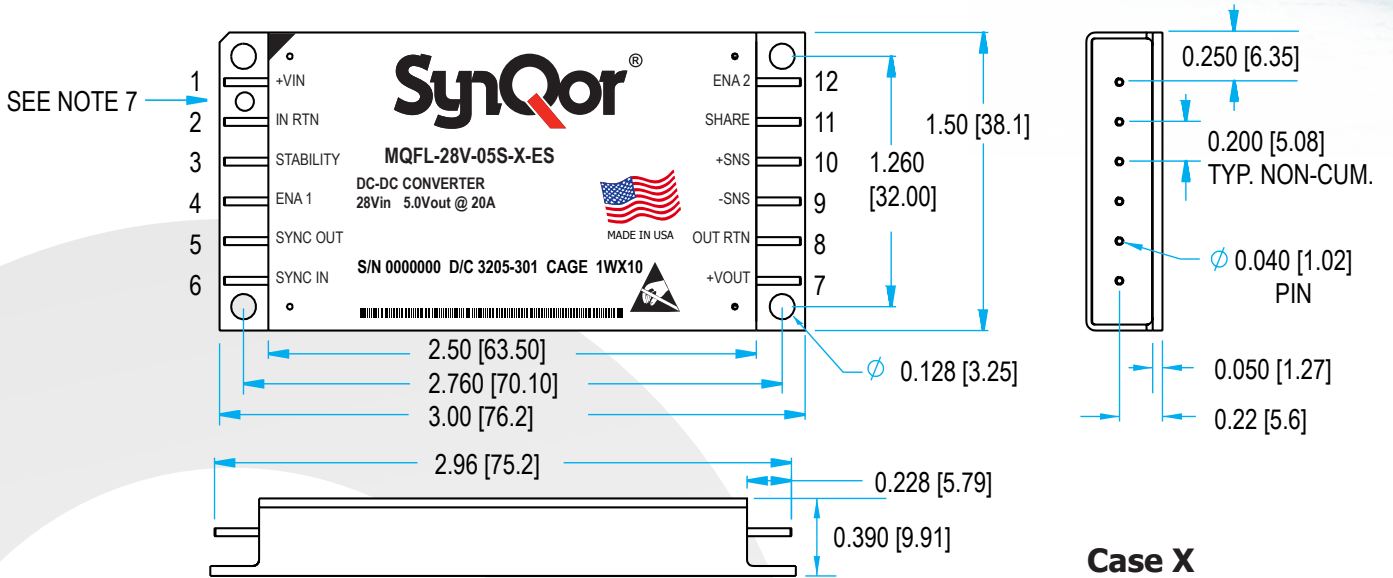 SynQor®
MQFL-28V-05S-X-ES
DC-DC CONVERTER
28Vin 5.0Vout @ 20A
MADE IN USA
S/N 0000000 D/C 3205-301 CAGE 1WX10
SEE NOTE 7
1 +VIN
2 IN RTN
3 STABILITY
4 ENA 1
5 SYNC OUT
6 SYNC IN
ENA 2 12
SHARE 11
+SNS 10
-SNS 9
OUT RTN 8
+VOUT 7
1.260
[32.00]
1.50 [38.1]
2.50 [63.50]
2.760 [70.10]
3.00 [76.2]
⌀ 0.128 [3.25]
0.250 [6.35]
0.200 [5.08]
TYP. NON-CUM.
⌀ 0.040 [1.02]
PIN
0.050 [1.27]
0.22 [5.6]
2.96 [75.2]
0.228 [5.79]
0.390 [9.91]
Case X